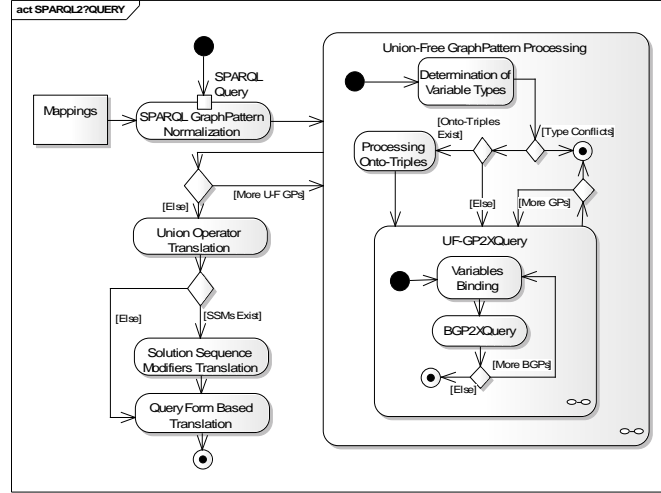 act SPARQL2?QUERY
SPARQL
Query
Mappings
SPARQL GraphPattern
Normalization
[More U-F GPs]
[Else]
Union Operator
Translation
[Else]
[SSMs Exist]
Solution Sequence
Modifiers Translation
Query Form Based
Translation
Union-Free GraphPattern Processing
Determination of
Variable Types
[Onto-Triples
Exist]
[Type Conflicts]
Processing
Onto-Triples
[Else]
[More GPs]
UF-GP2XQuery
Variables
Binding
BGP2XQuery
[More BGPs]
[Else]